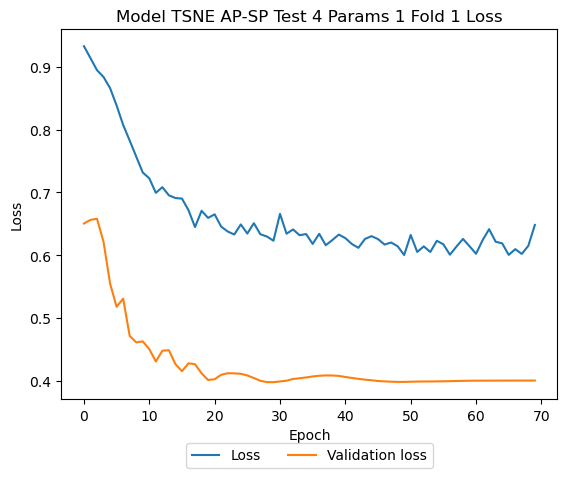 Model TSNE AP-SP Test 4 Params 1 Fold 1 Loss
0.9
0.8
0.7
0.6
0.5
0.4
Loss
0 10 20 30 40 50 60 70
Epoch
Loss Validation loss